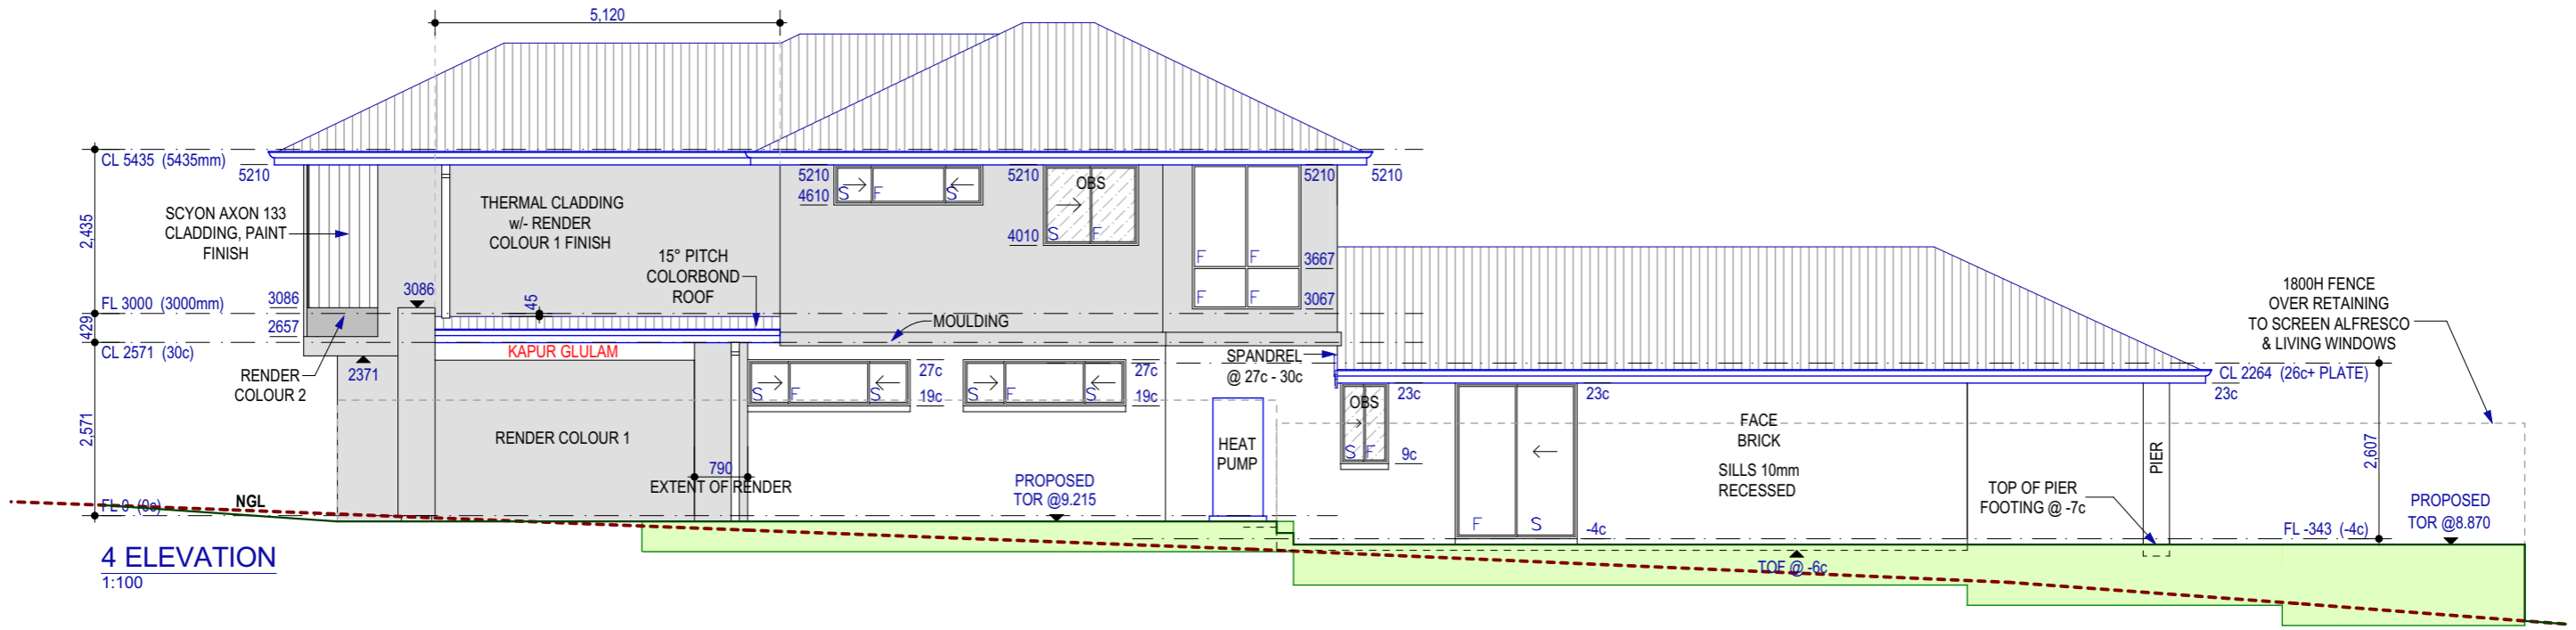 5,120
CL 5435 (5435mm)
5210
5210
4610
5210
OBS
5210
5210
SCYON AXON 133
CLADDING, PAINT
FINISH
THERMAL CLADDING
w/- RENDER
COLOUR 1 FINISH
S
F
S
4010
S
F
2,435
15° PITCH
COLORBOND
ROOF
F
F
3667
F
F
3067
1800H FENCE
OVER RETAINING
TO SCREEN ALFRESCO
& LIVING WINDOWS
FL 3000 (3000mm)
3086
3086
45
429
2657
MOULDING
CL 2571 (30c)
KAPUR GLULAM
SPANDREL
@ 27c - 30c
RENDER
COLOUR 2
2371
27c
27c
CL 2264 (26c+ PLATE)
S
F
S
19c
S
F
S
19c
OBS
23c
23c
23c
2,571
RENDER COLOUR 1
HEAT
PUMP
S
F
9c
FACE
BRICK
SILLS 10mm
RECESSED
PIER
2,607
790
EXTENT OF RENDER
PROPOSED
TOR @9.215
TOP OF PIER
FOOTING @ -7c
PROPOSED
TOR @8.870
FL 0 (0c)
NGL
F
S
-4c
FL -343 (-4c)
TOF @ -6c
4 ELEVATION
1:100